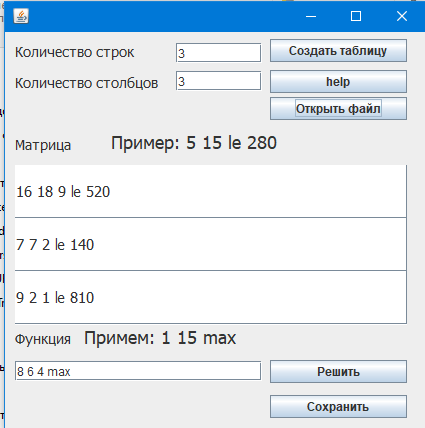 Количество строк 3 Создать таблицу
Количество столбцов 3 help
Открыть файл
Матрица Пример: 5 15 le 280
16 18 9 le 520
7 7 2 le 140
9 2 1 le 810
Функция Примем: 1 15 max
8 6 4 max Решить
Сохранить